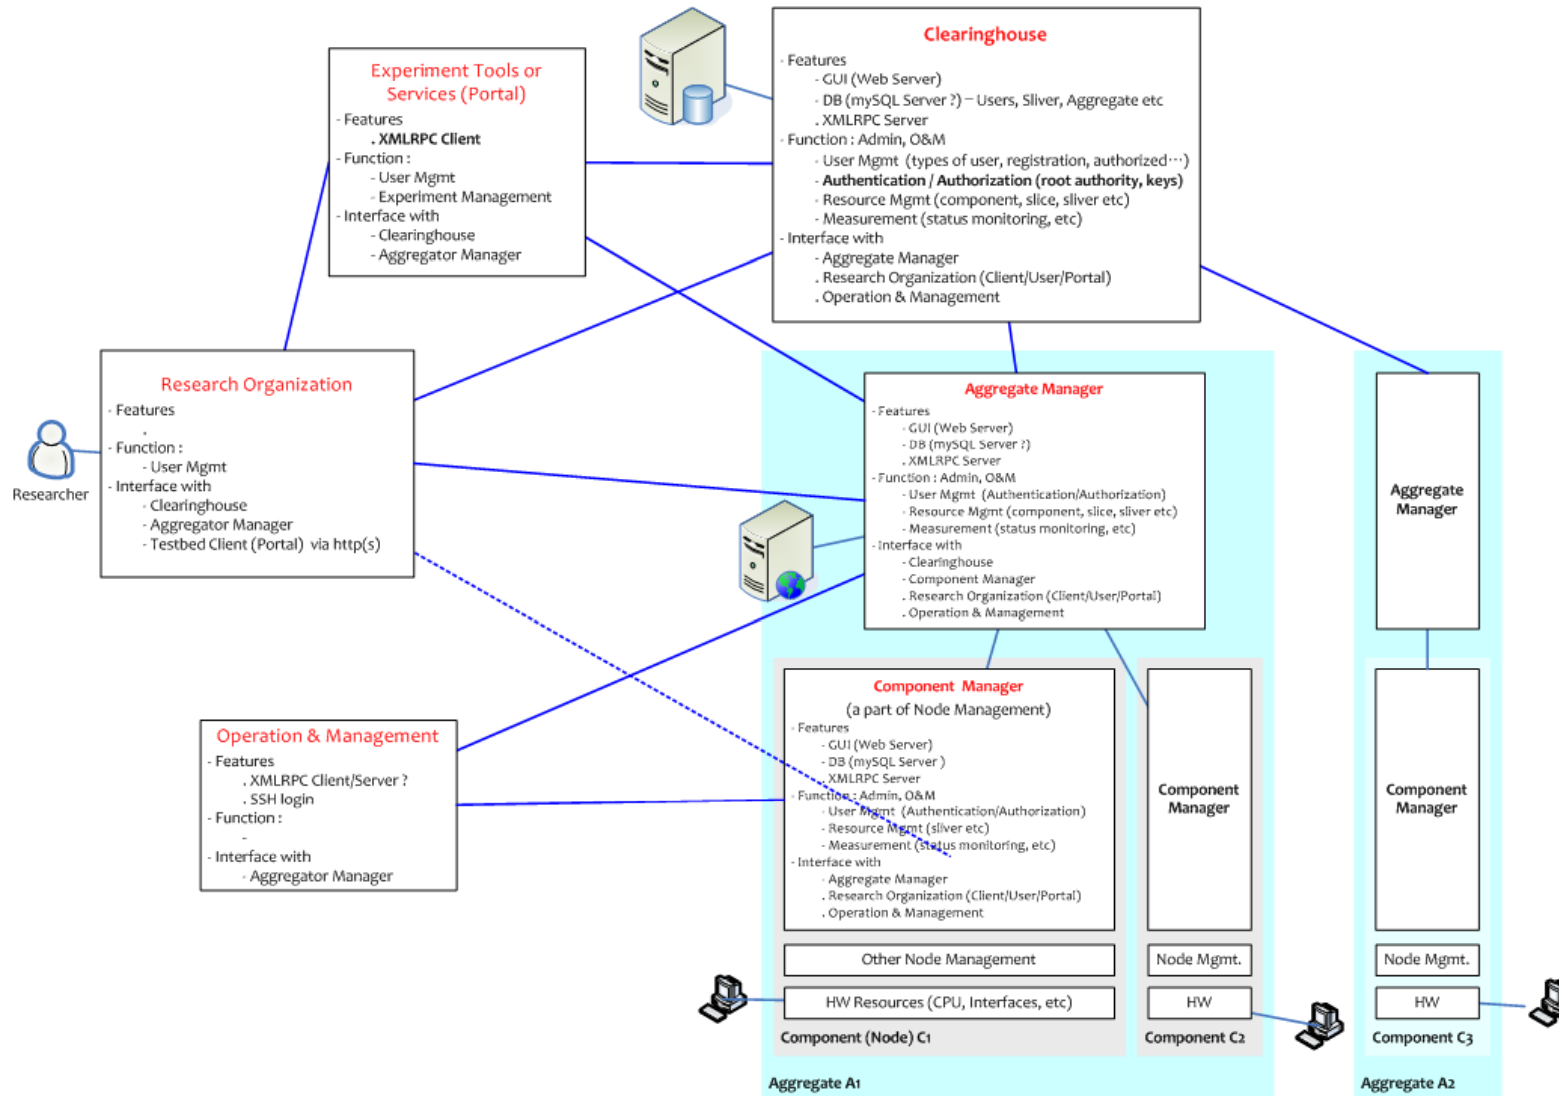 Clearinghouse
- Features
- GUI (Web Server)
- DB (mySQL Server ?) – Users, Sliver, Aggregate etc
. XMLRPC Server
- Function : Admin, O&M
- User Mgmt (types of user, registration, authorized…)
- Authentication / Authorization (root authority, keys)
- Resource Mgmt (component, slice, sliver etc)
- Measurement (status monitoring, etc)
- Interface with
- Aggregate Manager
. Research Organization (Client/User/Portal)
. Operation & Management
Experiment Tools or
Services (Portal)
- Features
. XMLRPC Client
- Function :
- User Mgmt
- Experiment Management
- Interface with
- Clearinghouse
- Aggregator Manager
Research Organization
- Features
.
- Function :
- User Mgmt
- Interface with
- Clearinghouse
- Aggregator Manager
- Testbed Client (Portal) via http(s)
Researcher
Aggregate Manager
- Features
- GUI (Web Server)
- DB (mySQL Server ?)
. XMLRPC Server
- Function : Admin, O&M
- User Mgmt (Authentication/Authorization)
- Resource Mgmt (component, slice, sliver etc)
- Measurement (status monitoring, etc)
- Interface with
- Clearinghouse
- Component Manager
. Research Organization (Client/User/Portal)
. Operation & Management
Aggregate
Manager
Component Manager
(a part of Node Management)
- Features
- GUI (Web Server)
- DB (mySQL Server )
. XMLRPC Server
- Function : Admin, O&M
- User Mgmt (Authentication/Authorization)
- Resource Mgmt (sliver etc)
- Measurement (status monitoring, etc)
- Interface with
- Aggregate Manager
. Research Organization (Client/User/Portal)
. Operation & Management
Component
Manager
Component
Manager
Operation & Management
- Features
. XMLRPC Client/Server ?
. SSH login
- Function :
-
- Interface with
- Aggregator Manager
Other Node Management
Node Mgmt.
Node Mgmt.
HW Resources (CPU, Interfaces, etc)
HW
HW
Component (Node) C1
Component C2
Component C3
Aggregate A1
Aggregate A2